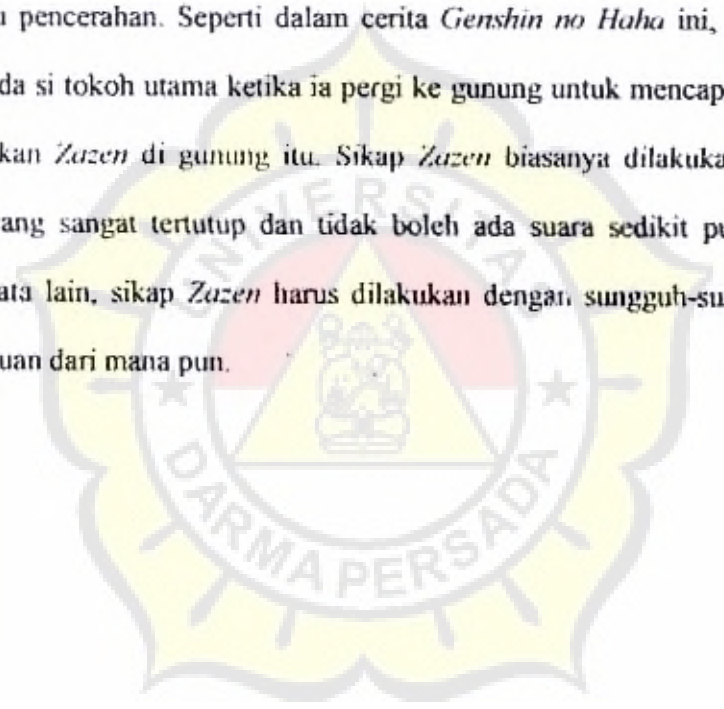 pencerahan. Seperti dalam cerita Genshin no Haha ini,
da si tokoh utama ketika ia pergi ke gunung untuk mencap
kan Zazen di gunung itu. Sikap Zazen biasanya dilakuka
ang sangat tertutup dan tidak boleh ada suara sedikit pu
ata lain, sikap Zazen harus dilakukan dengan sungguh-su
uan dari mana pun.
UNIVERSITAS
DARMA PERSADA